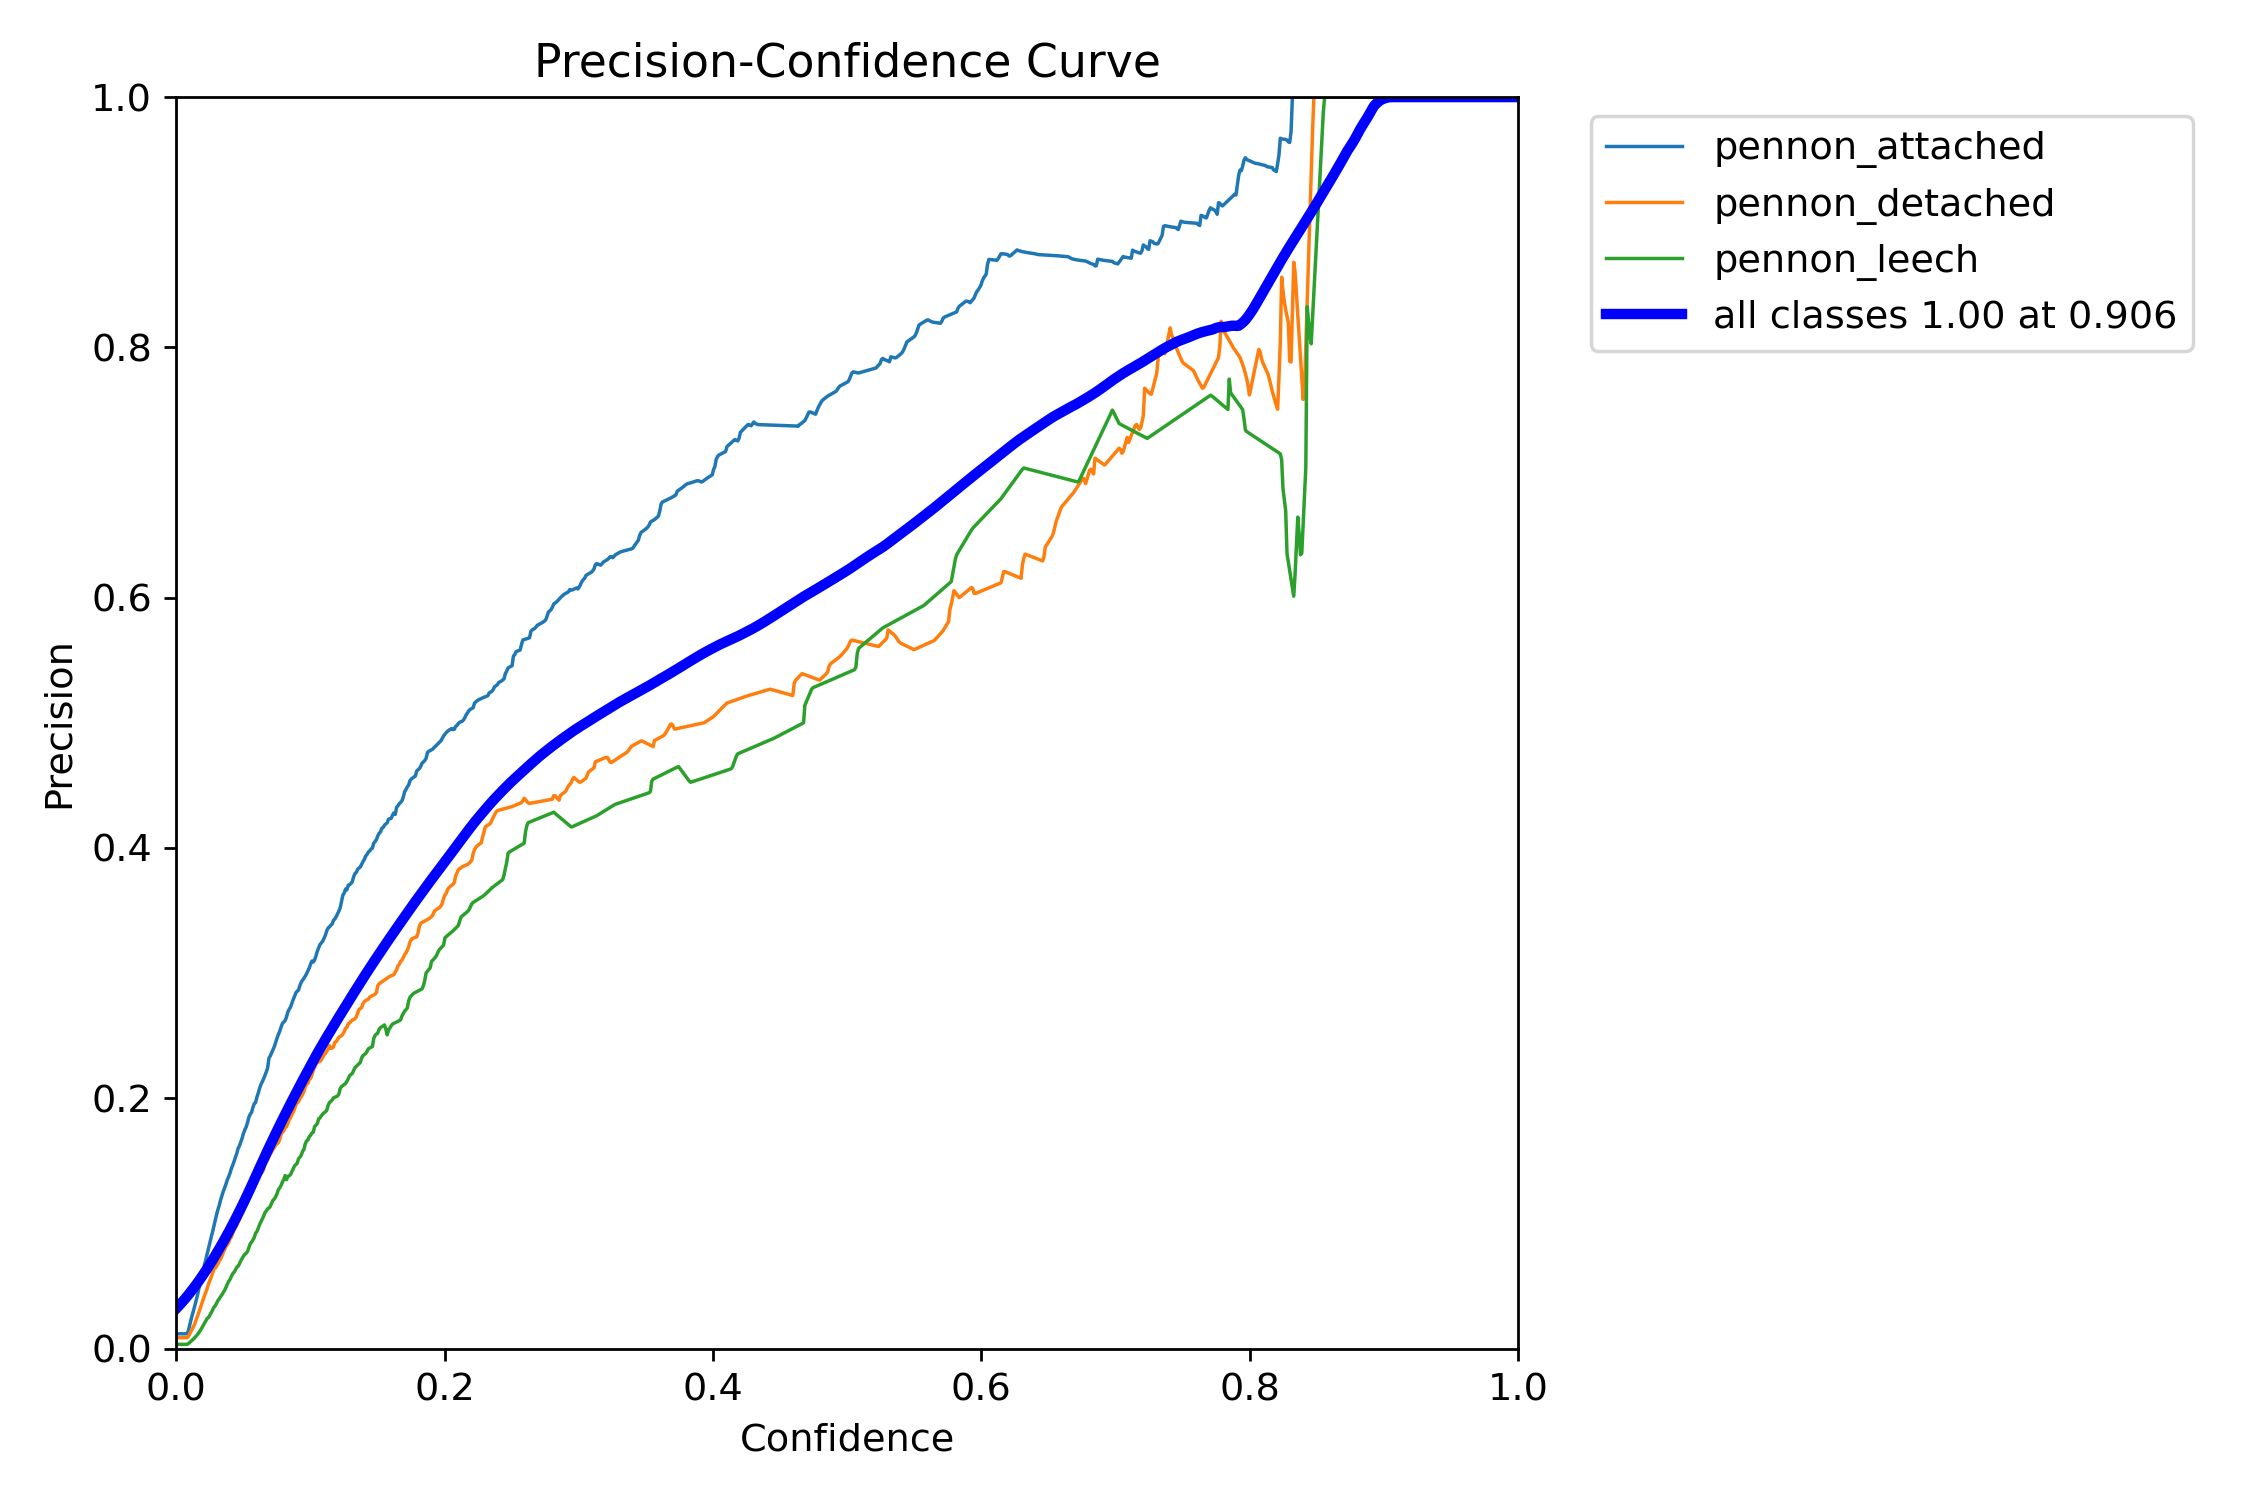 Precision-Confidence Curve
1.0
0.8
0.6
0.4
0.2
0.0
Precision
0.0 0.2 0.4 0.6 0.8 1.0
Confidence
pennon_attached
pennon_detached
pennon_leech
all classes 1.00 at 0.906